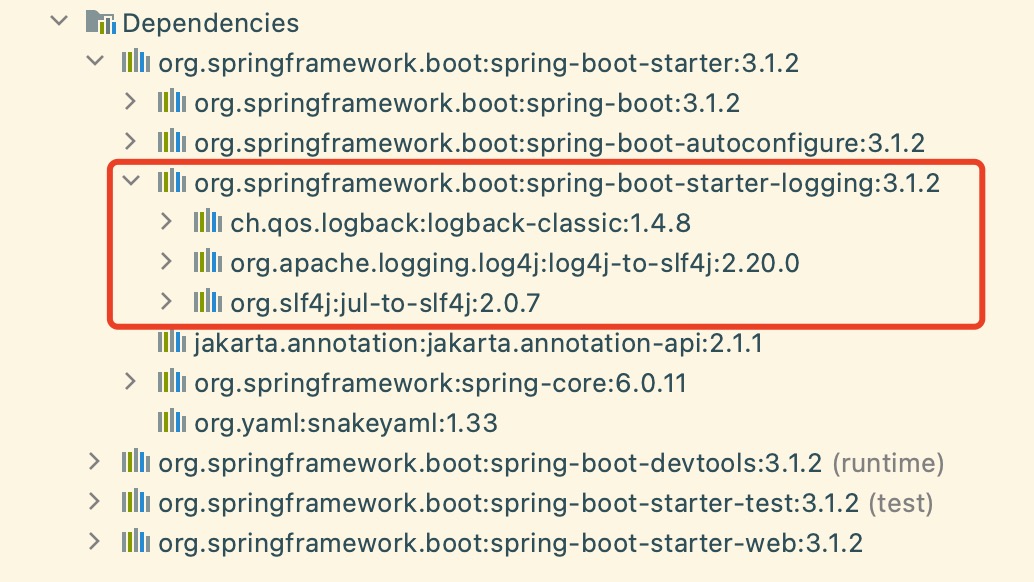 Dependencies
org.springframework.boot:spring-boot-starter:3.1.2
org.springframework.boot:spring-boot:3.1.2
org.springframework.boot:spring-boot-autoconfigure:3.1.2
org.springframework.boot:spring-boot-starter-logging:3.1.2
ch.qos.logback:logback-classic:1.4.8
org.apache.logging.log4j:log4j-to-slf4j:2.20.0
org.slf4j:jul-to-slf4j:2.0.7
jakarta.annotation:jakarta.annotation-api:2.1.1
org.springframework:spring-core:6.0.11
org.yaml:snakeyaml:1.33
org.springframework.boot:spring-boot-devtools:3.1.2 (runtime)
org.springframework.boot:spring-boot-starter-test:3.1.2 (test)
org.springframework.boot:spring-boot-starter-web:3.1.2